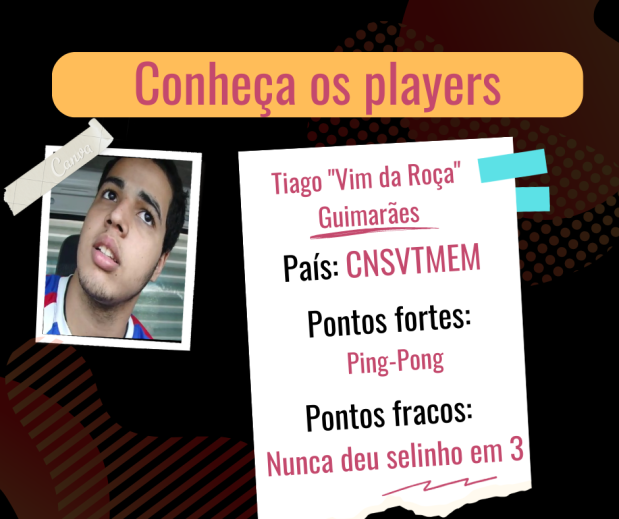 Conheça os players
Canva
Tiago "Vim da Roça"
Guimarães
País: CNSVTMEM
Pontos fortes:
Ping-Pong
Pontos fracos:
Nunca deu selinho em 3